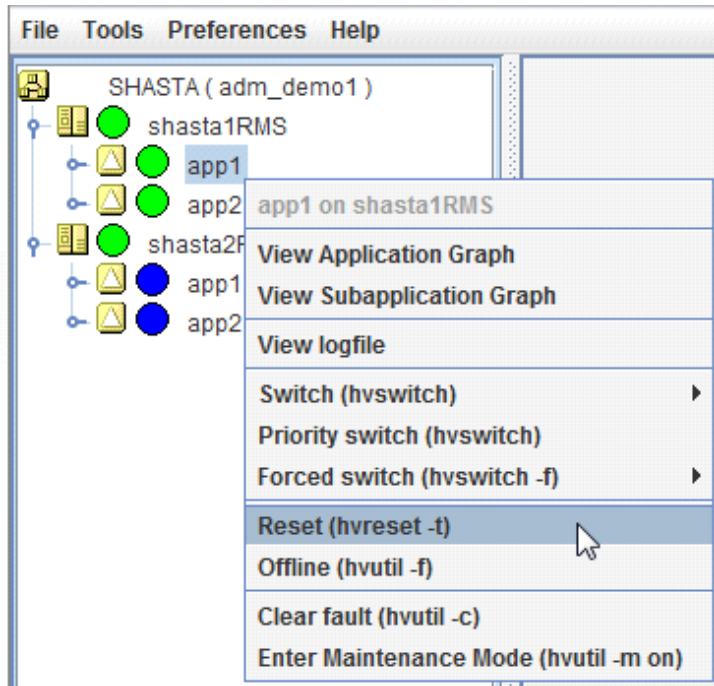 File Tools Preferences Help
SHASTA ( adm_demo1 )
shasta1RMS
app1
app2
shasta2
app1
app2
app1 on shasta1RMS
View Application Graph
View Subapplication Graph
View logfile
Switch (hvswitch)
Priority switch (hvswitch)
Forced switch (hvswitch -f)
Reset (hvreset -t)
Offline (hvutil -f)
Clear fault (hvutil -c)
Enter Maintenance Mode (hvutil -m on)